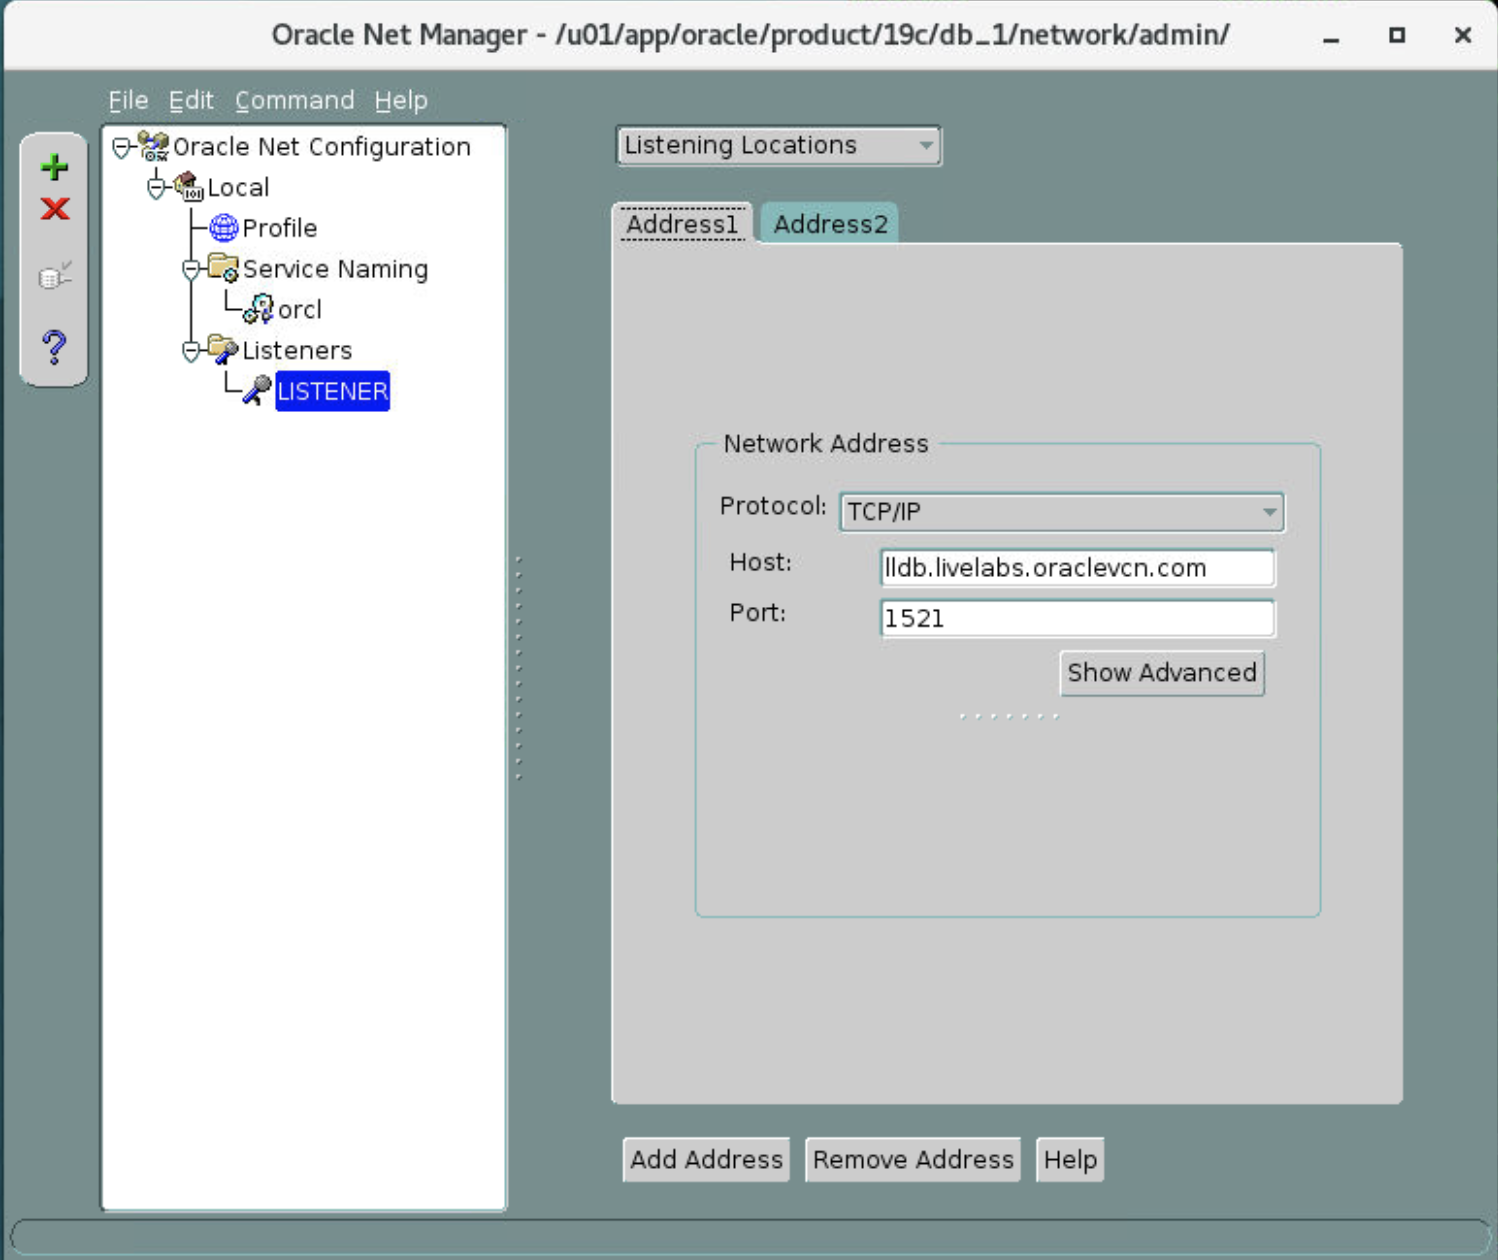 Oracle Net Manager - /u01/app/oracle/product/19c/db_1/network/admin/
File Edit Command Help
Oracle Net Configuration
Local
Profile
Service Naming
orcl
Listeners
LISTENER
Listening Locations
Address1 Address2
Network Address
Protocol: TCP/IP
Host: lldb.livelabs.oraclevcn.com
Port: 1521
Show Advanced
Add Address Remove Address Help